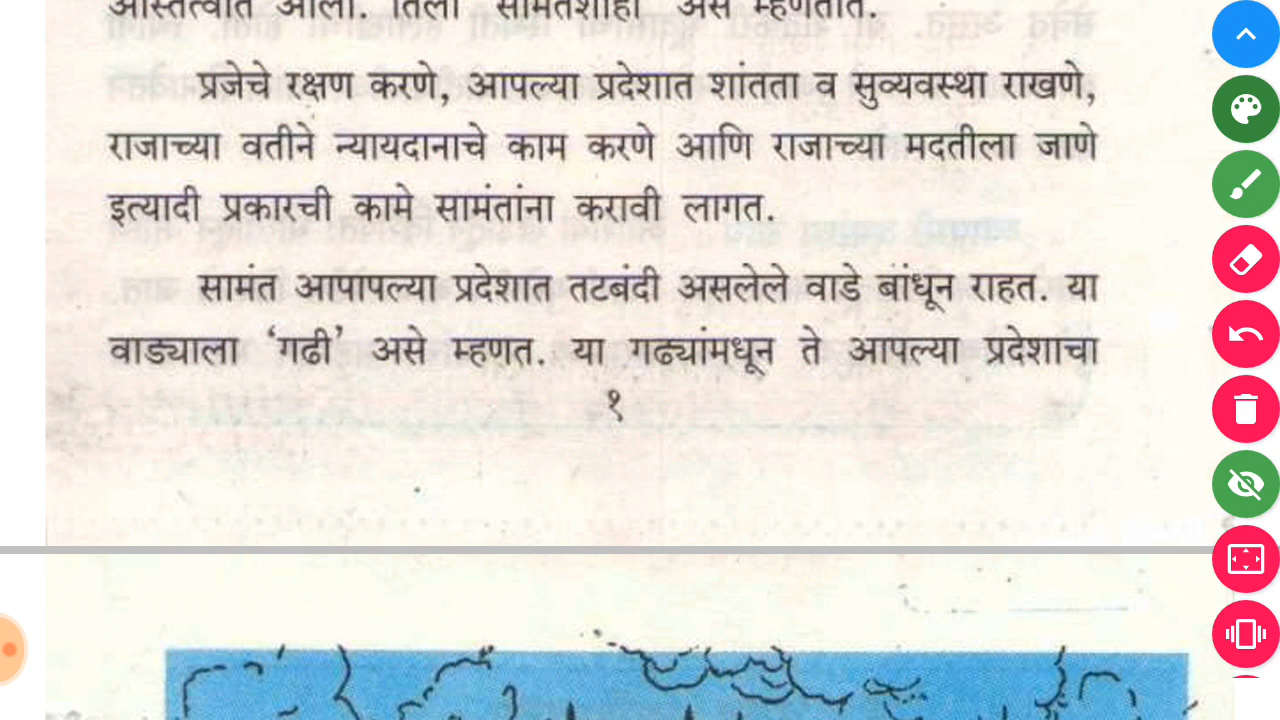 अस्तित्वात आली. तिला 'सामंतशाही' असे म्हणतात.
प्रजेचे रक्षण करणे, आपल्या प्रदेशात शांतता व सुव्यवस्था राखणे,
राजाच्या वतीने न्यायदानाचे काम करणे आणि राजाच्या मदतीला जाणे
इत्यादी प्रकारची कामे सामंतांना करावी लागत.
सामंत आपापल्या प्रदेशात तटबंदी असलेले वाडे बांधून राहत. या
वाड्याला ‘गढी’ असे म्हणत. या गढ्यांमधून ते आपल्या प्रदेशाचा
१